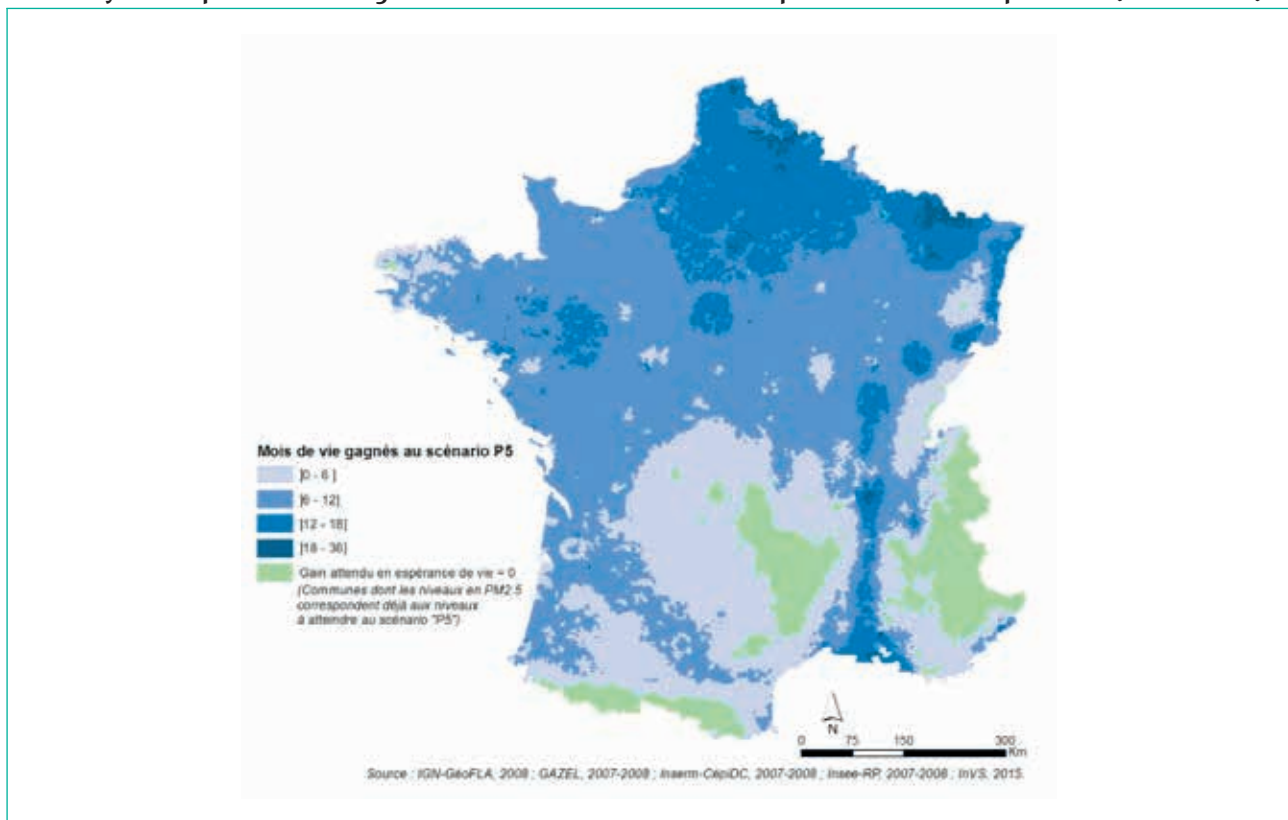 Mois de vie gagnés au scénario P5
]0 - 6 ]
]6 - 12]
]12 - 18]
]18 - 36]
Gain attendu en espérance de vie = 0
(Communes dont les niveaux en PM2.5
correspondent déjà aux niveaux
à atteindre au scénario "P5")
N
0 75 150 300
Km
Source : IGN-GéoFLA, 2008 ; GAZEL, 2007-2008 ; Inserm-CépiDC, 2007-2008 ; Insee-RP, 2007-2008 ; InVS, 2015.